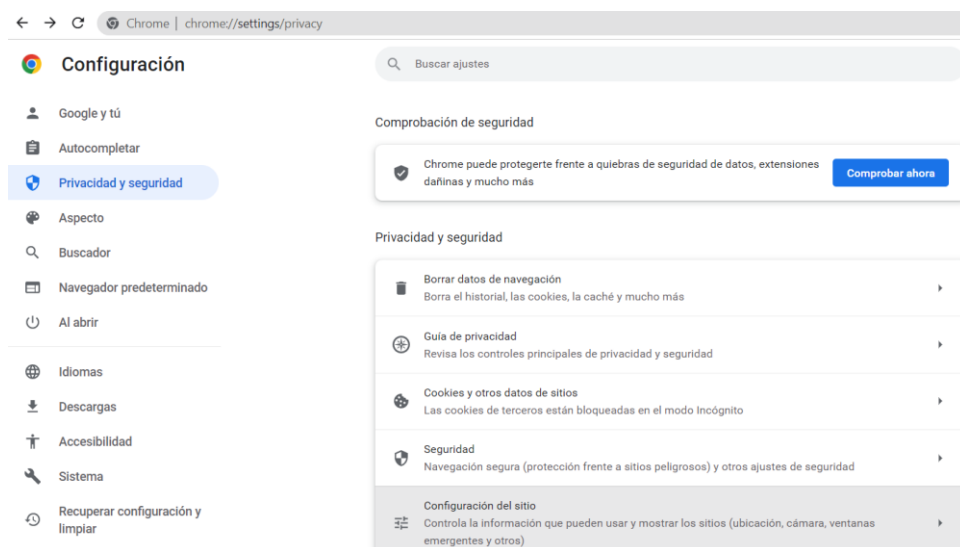 Chrome | chrome://settings/privacy
Configuración
Buscar ajustes
Google y tú
Autocompletar
Privacidad y seguridad
Aspecto
Buscador
Navegador predeterminado
Al abrir
Idiomas
Descargas
Accesibilidad
Sistema
Recuperar configuración y
limpiar
Comprobación de seguridad
Chrome puede protegerte frente a quiebras de seguridad de datos, extensiones
dañinas y mucho más
Comprobar ahora
Privacidad y seguridad
Borrar datos de navegación
Borra el historial, las cookies, la caché y mucho más
Guía de privacidad
Revisa los controles principales de privacidad y seguridad
Cookies y otros datos de sitios
Las cookies de terceros están bloqueadas en el modo Incógnito
Seguridad
Navegación segura (protección frente a sitios peligrosos) y otros ajustes de seguridad
Configuración del sitio
Controla la información que pueden usar y mostrar los sitios (ubicación, cámara, ventanas
emergentes y otros)